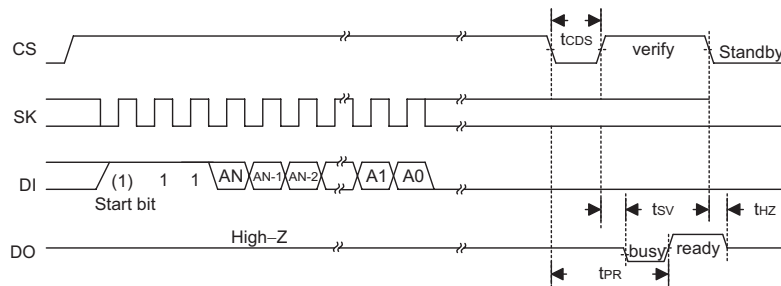 CS tCDS verify Standby
SK
DI (1) 1 1 AN AN-1 AN-2 A1 A0
Start bit
tSV tHZ
DO High–Z busy ready
tPR